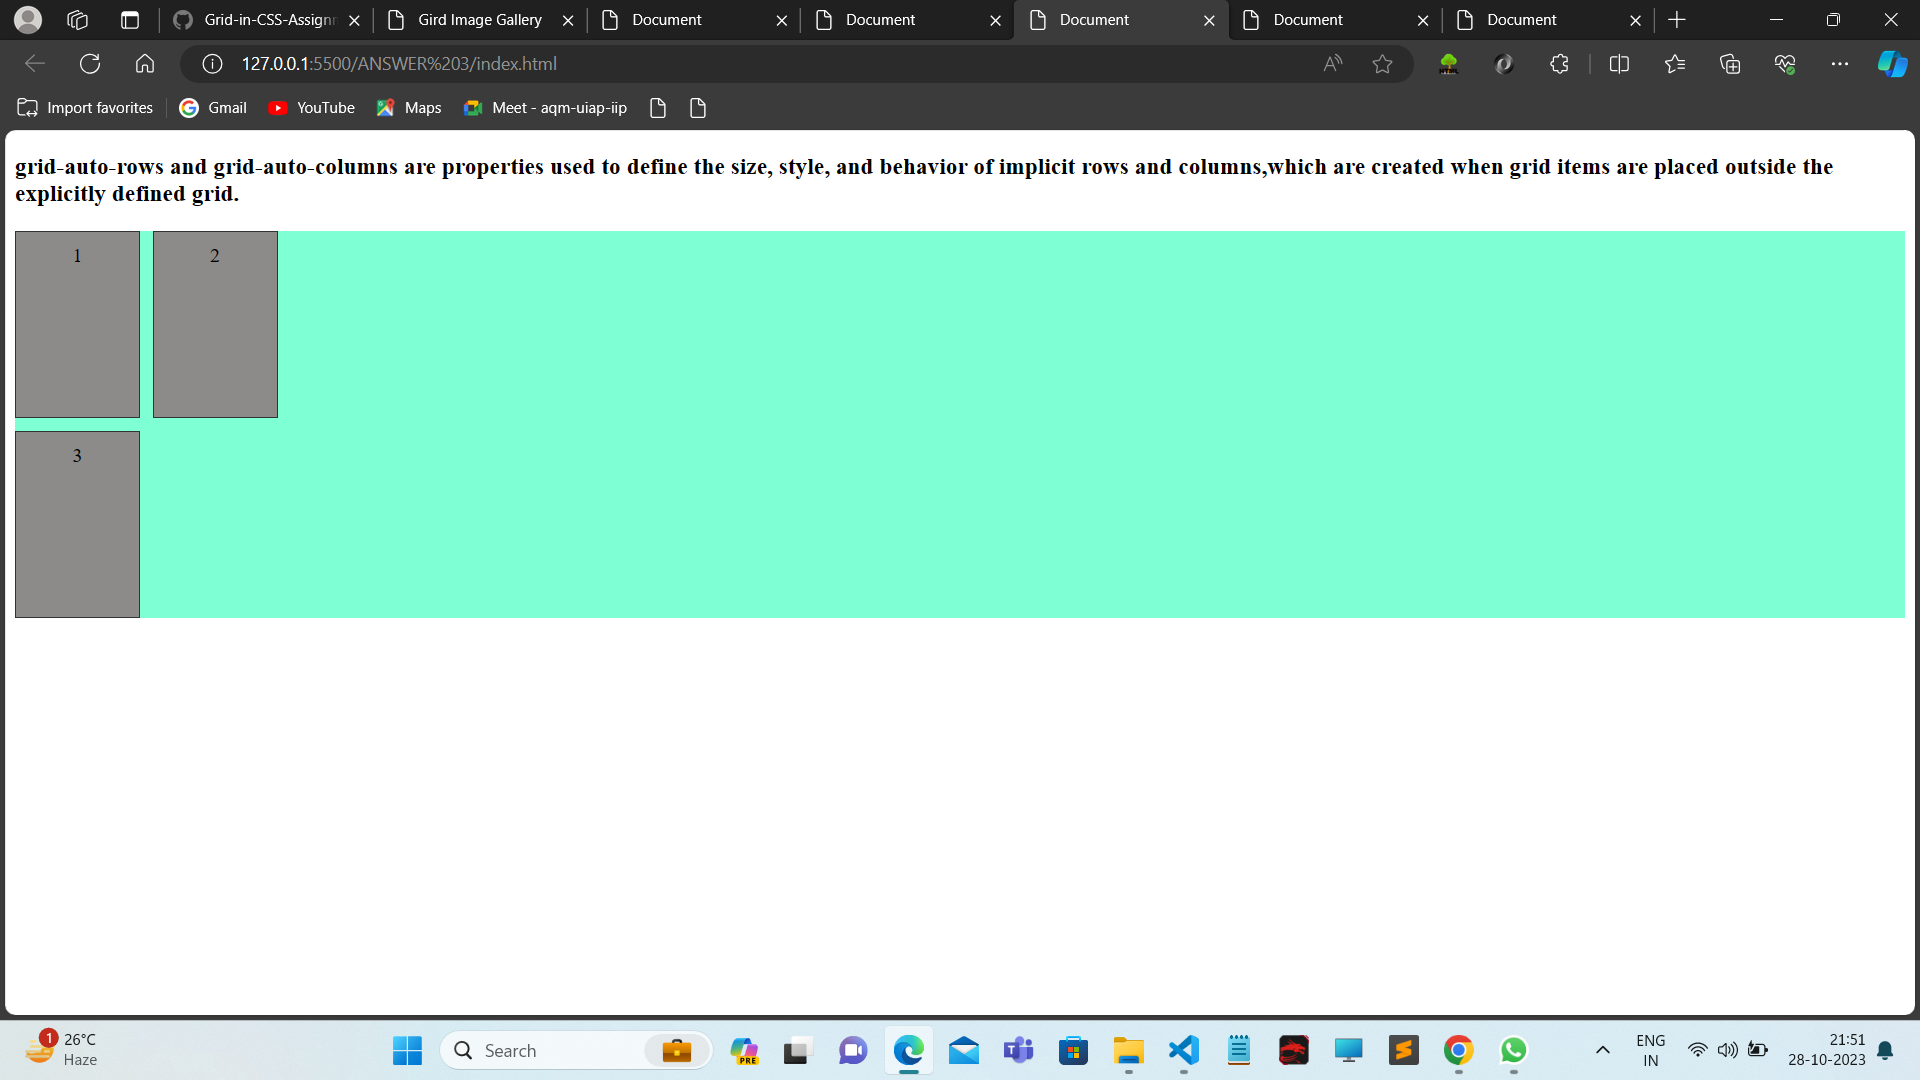 Grid-in-CSS-Assign
Gird Image Gallery
Document
Document
Document
Document
Document
127.0.0.1:5500/ANSWER%203/index.html
Import favorites
Gmail
YouTube
Maps
Meet - aqm-uiap-iip
grid-auto-rows and grid-auto-columns are properties used to define the size, style, and behavior of implicit rows and columns,which are created when grid items are placed outside the
explicitly defined grid.
1
2
3
1
26°C
Haze
Search
PRE
ENG
IN
21:51
28-10-2023